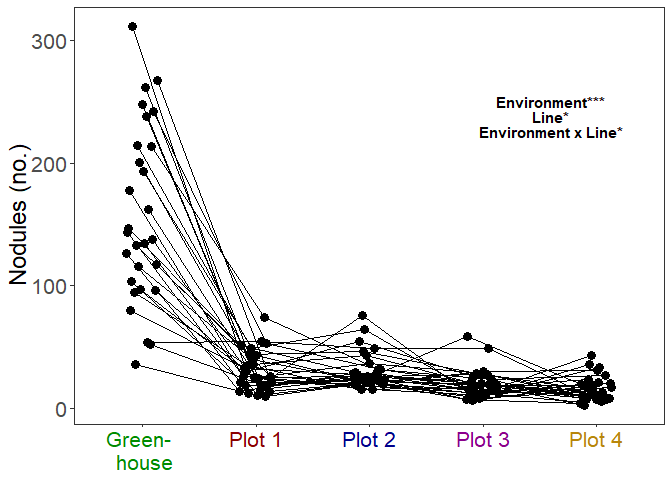 Nodules (no.)
300
200
100
0
Environment***
Line*
Environment x Line*
Green-
house
Plot 1
Plot 2
Plot 3
Plot 4